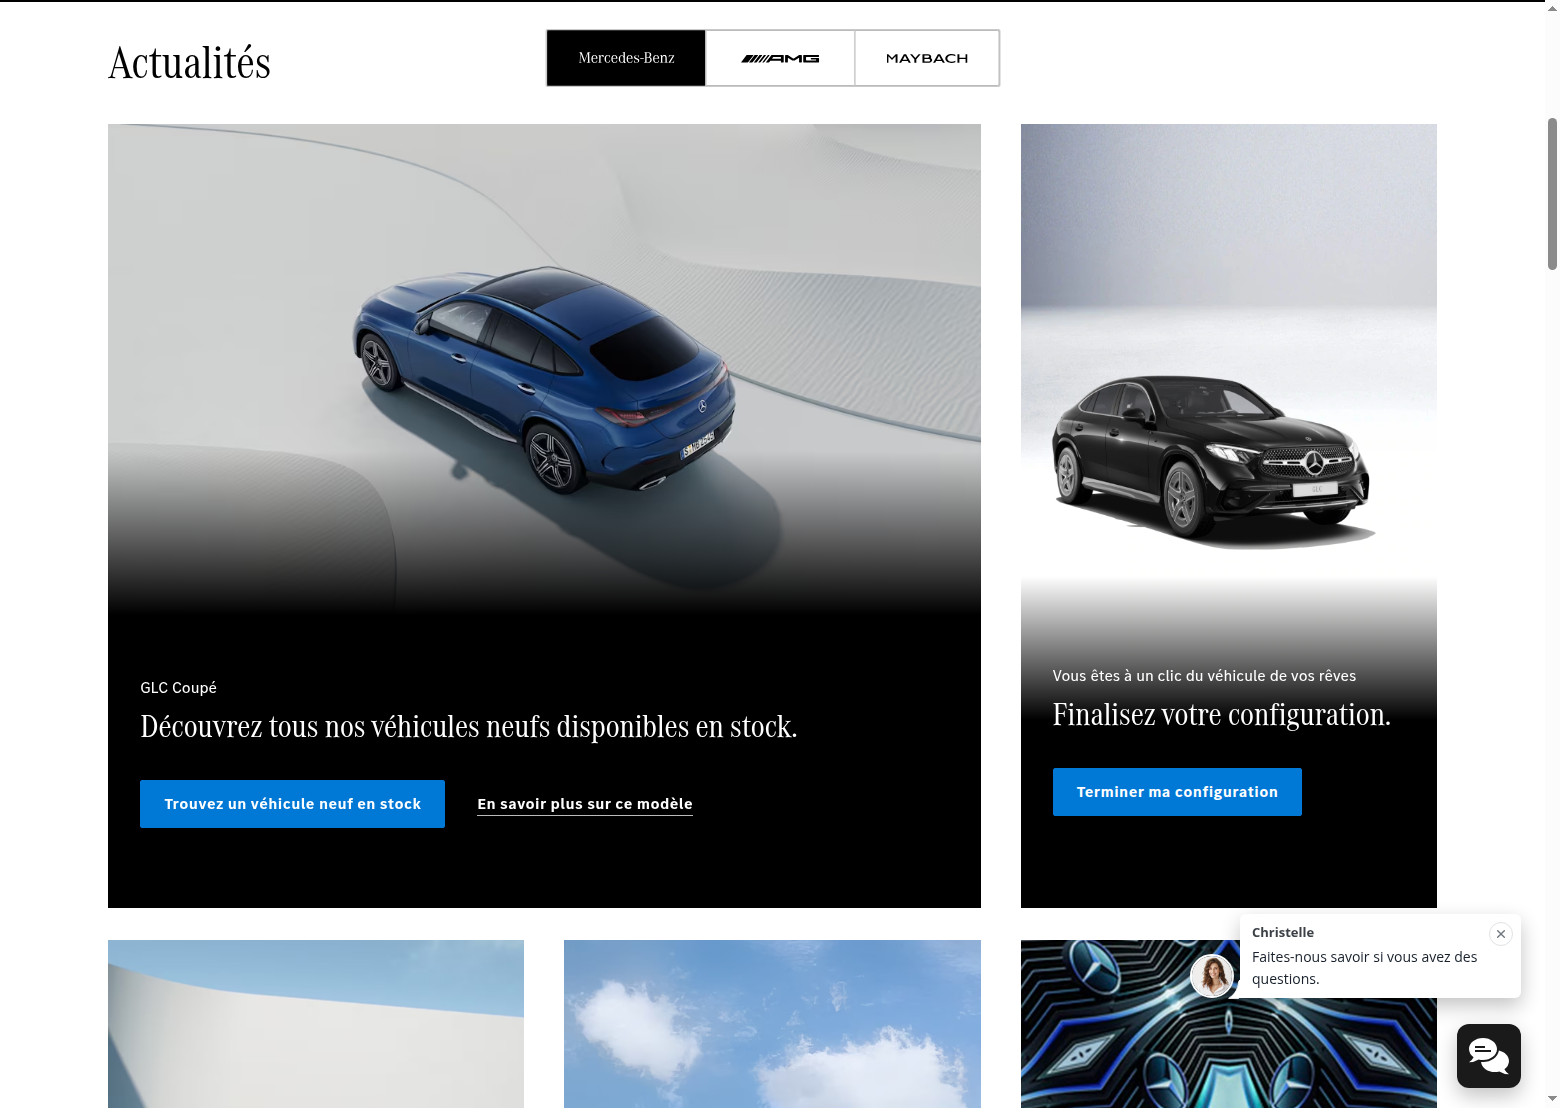 Actualités
Mercedes-Benz
AMG
MAYBACH
GLC Coupé
Découvrez tous nos véhicules neufs disponibles en stock.
Trouvez un véhicule neuf en stock
En savoir plus sur ce modèle
GLC
Vous êtes à un clic du véhicule de vos rêves
Finalisez votre configuration.
Terminer ma configuration
Christelle
Faites-nous savoir si vous avez des
questions.